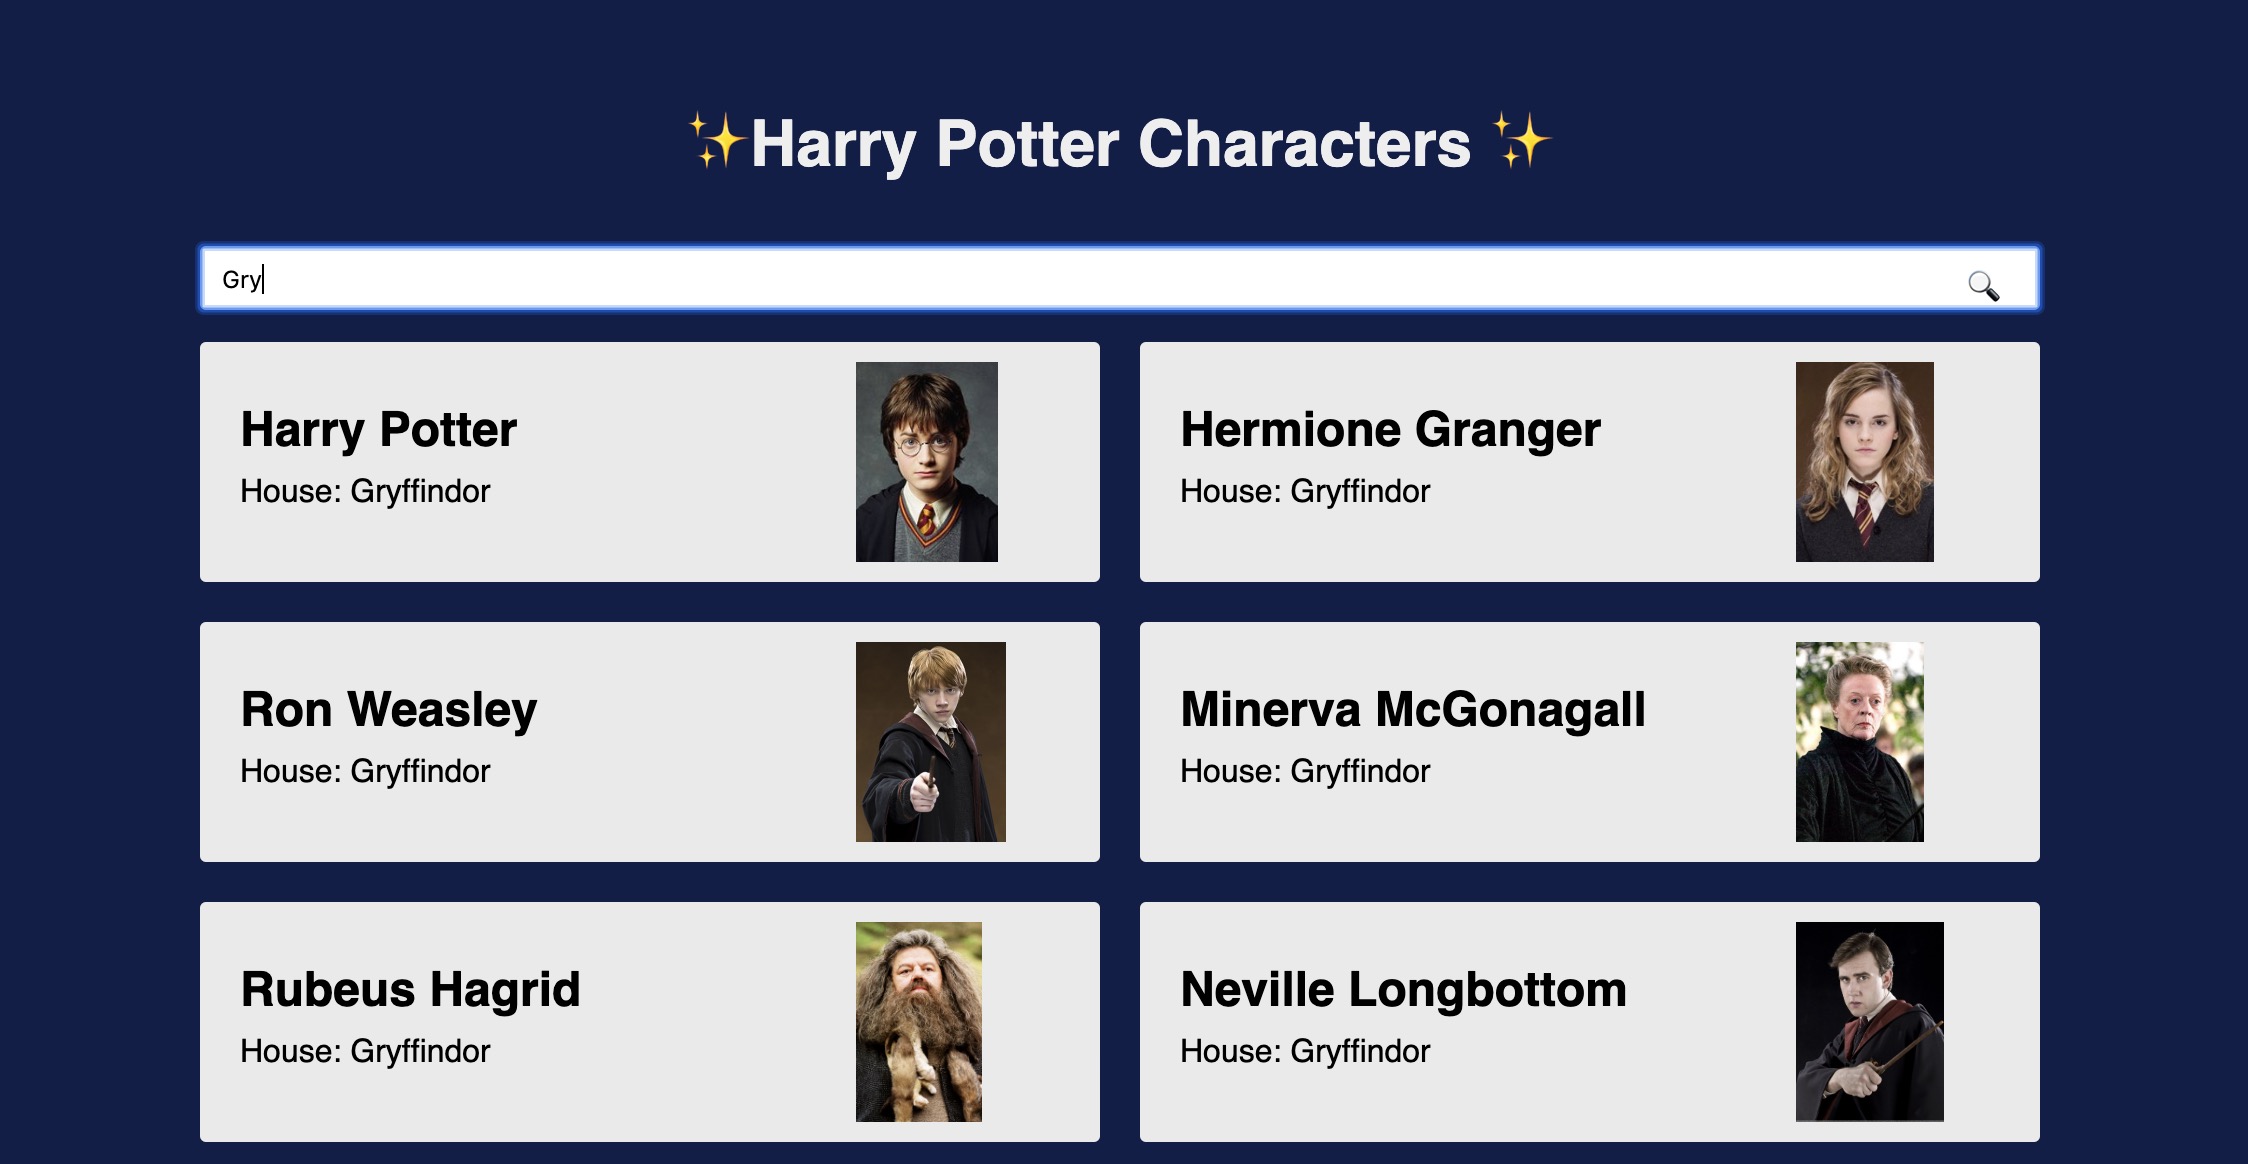 ✨Harry Potter Characters ✨
Gry
Harry Potter
House: Gryffindor
Hermione Granger
House: Gryffindor
Ron Weasley
House: Gryffindor
Minerva McGonagall
House: Gryffindor
Rubeus Hagrid
House: Gryffindor
Neville Longbottom
House: Gryffindor